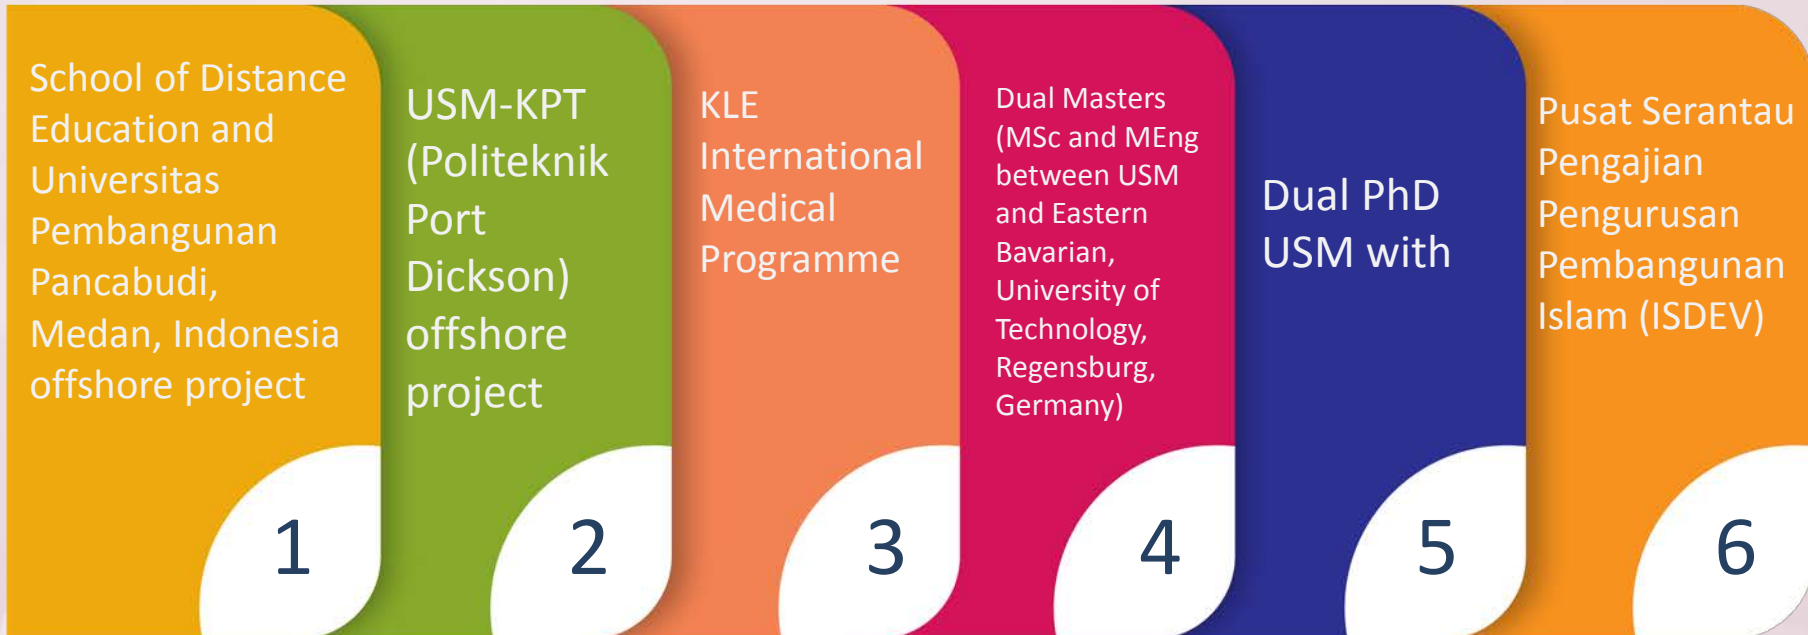 School of Distance
Education and
Universitas
Pembangunan
Pancabudi,
Medan, Indonesia
offshore project
1
USM-KPT
(Politeknik
Port
Dickson)
offshore
project
2
KLE
International
Medical
Programme
3
Dual Masters
(MSc and MEng
between USM
and Eastern
Bavarian,
University of
Technology,
Regensburg,
Germany)
4
Dual PhD
USM with
5
Pusat Serantau
Pengajian
Pengurusan
Pembangunan
Islam (ISDEV)
6